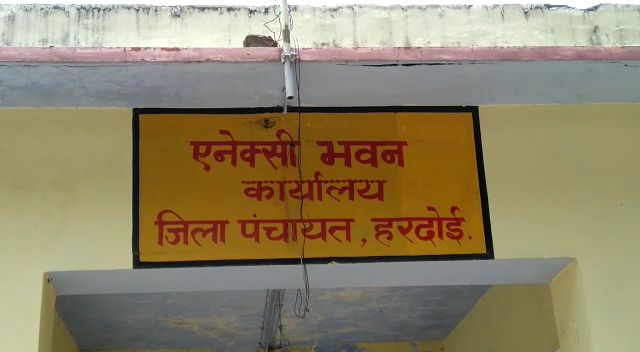 एनेक्सी भवन
कार्यालय
जिला पंचायत, हरदोई.